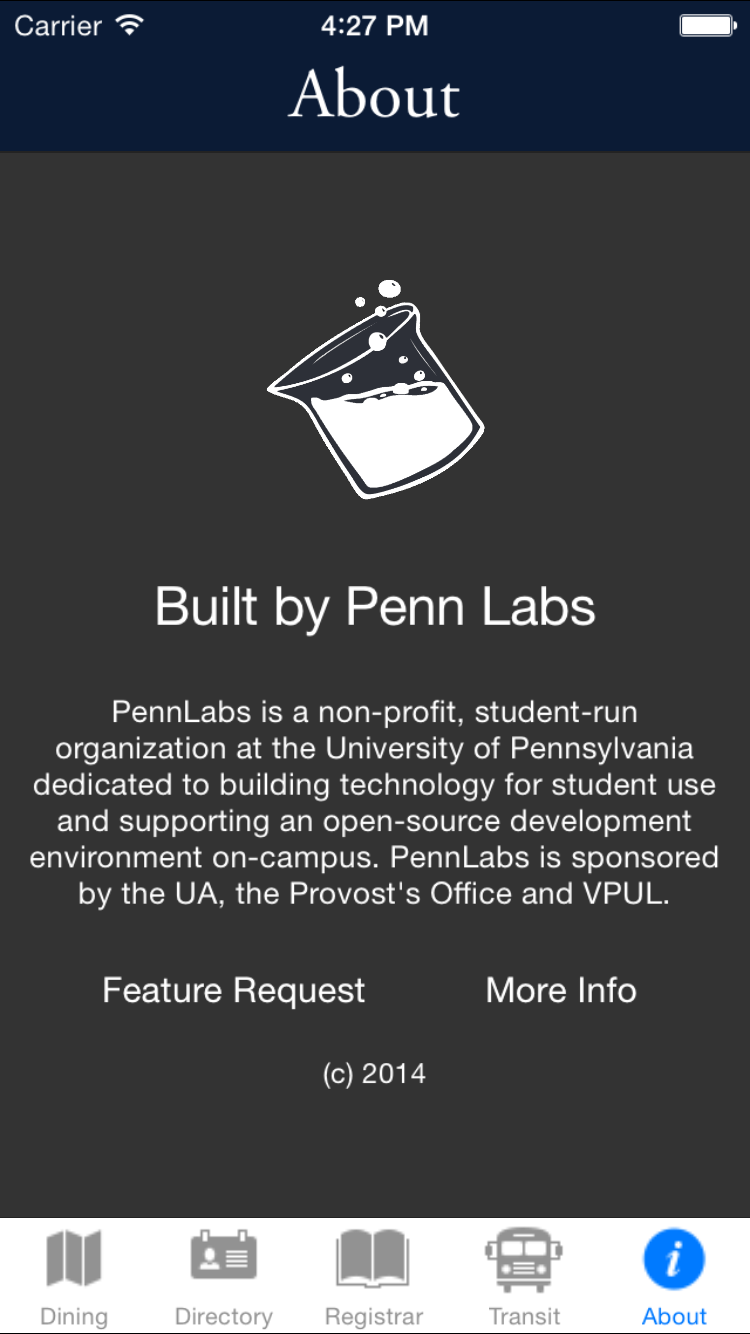 Carrier 4:27 PM
About
Built by Penn Labs
PennLabs is a non-profit, student-run
organization at the University of Pennsylvania
dedicated to building technology for student use
and supporting an open-source development
environment on-campus. PennLabs is sponsored
by the UA, the Provost's Office and VPUL.
Feature Request More Info
(c) 2014
Dining Directory Registrar Transit About